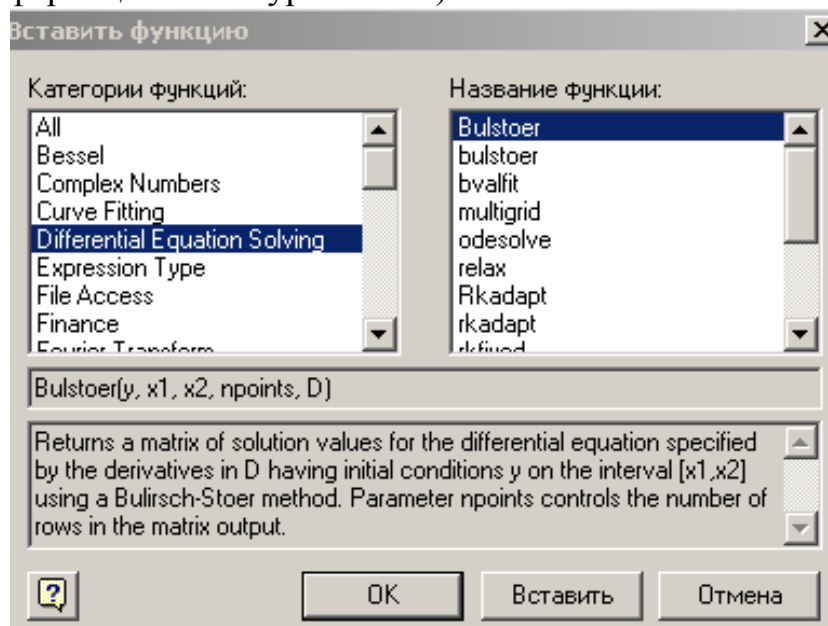 Вставить функцию
Категории функций:
Название функции:
All
Bessel
Complex Numbers
Curve Fitting
Differential Equation Solving
Expression Type
File Access
Finance
Fourier Transform
Bulstoer
bulstoer
bvalfit
multigrid
odesolve
relax
Rkadapt
rkadapt
rkfixed
Bulstoer(y, x1, x2, npoints, D)
Returns a matrix of solution values for the differential equation specified
by the derivatives in D having initial conditions y on the interval [x1,x2]
using a Bulirsch-Stoer method. Parameter npoints controls the number of
rows in the matrix output.
OK
Вставить
Отмена